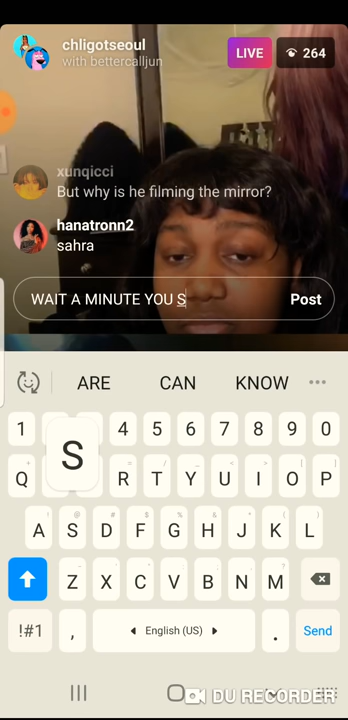 chligotseoul
with bettercalljun
LIVE
264
xunqicci
But why is he filming the mirror?
hanatronn2
sahra
WAIT A MINUTE YOU S
Post
ARE CAN KNOW
1 4 5 6 7 8 9 0
S
Q R T Y U I O P
A S D F G H J K L
Z X C V B N M
!#1 , English (US) . Send
DU RECORDER